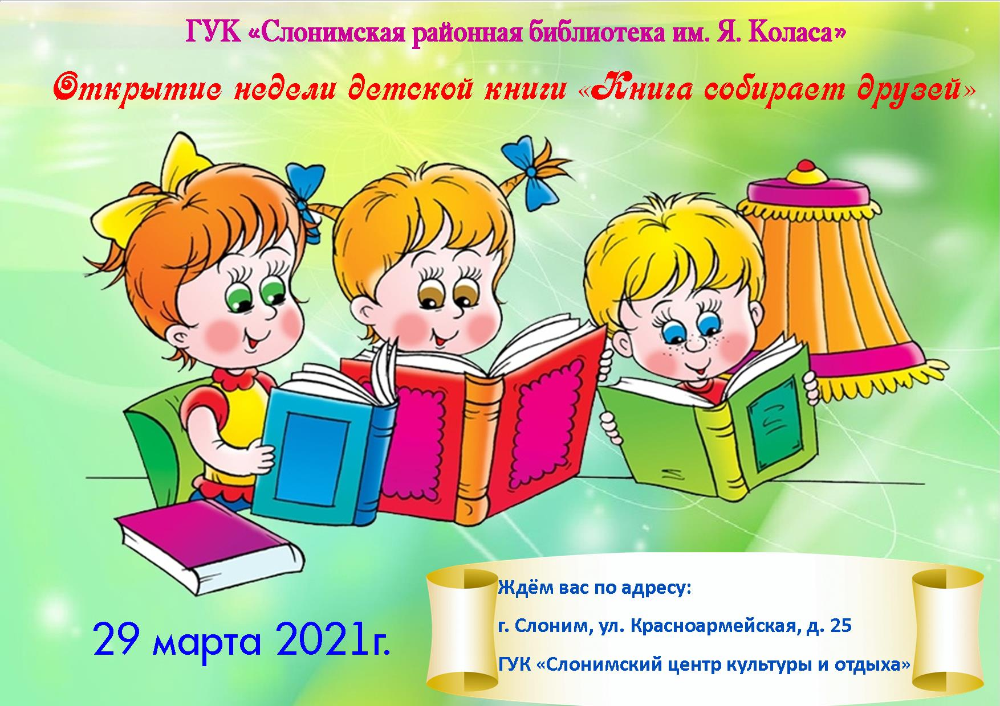 ГУК «Слонимская районная библиотека им. Я. Коласа»
Открытие недели детской книги «Книга собирает друзей»
29 марта 2021г.
Ждём вас по адресу:
г. Слоним, ул. Красноармейская, д. 25
ГУК «Слонимский центр культуры и отдыха»